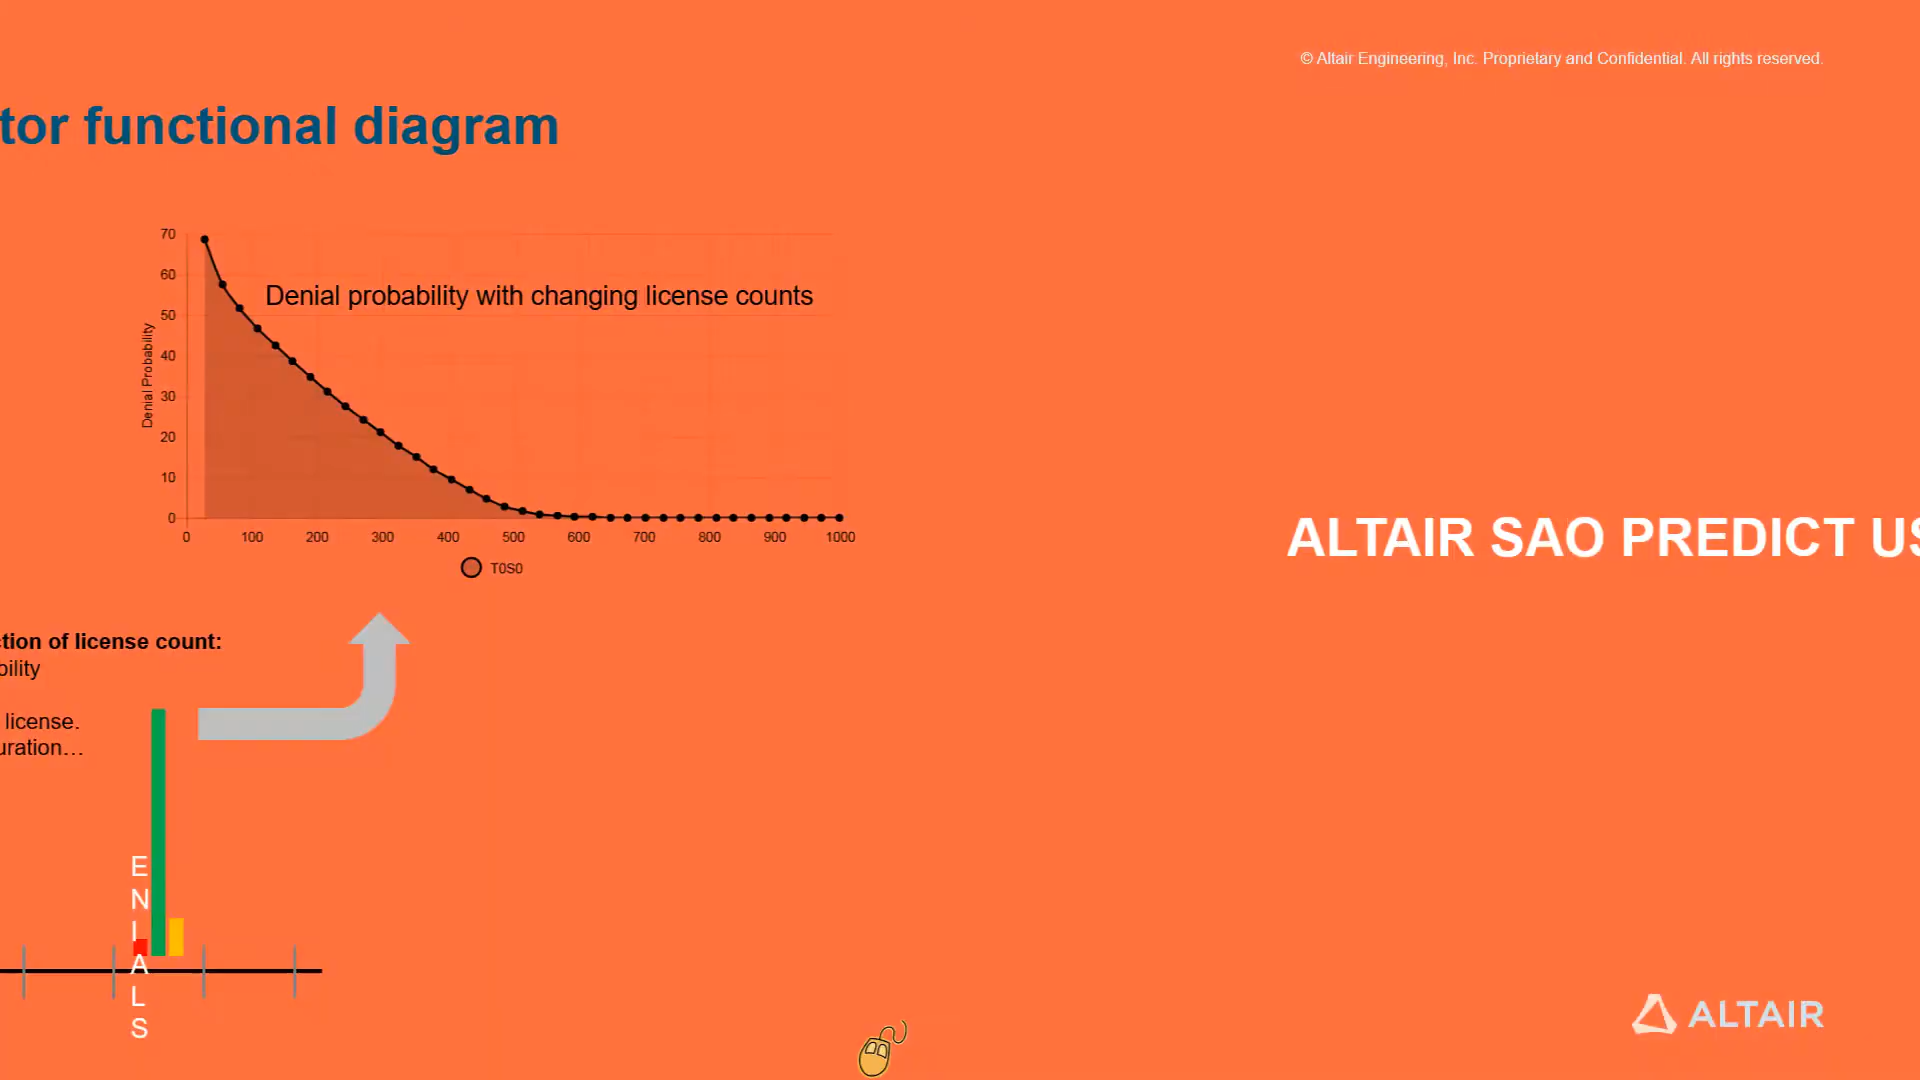 © Altair Engineering, Inc. Proprietary and Confidential. All rights reserved.
tor functional diagram
70
60
50
40
30
20
10
0
Denial Probability
Denial probability with changing license counts
0 100 200 300 400 500 600 700 800 900 1000
T0S0
ALTAIR SAO PREDICT US
ction of license count:
bility
license.
uration…
E
N
I
A
L
S
ALTAIR